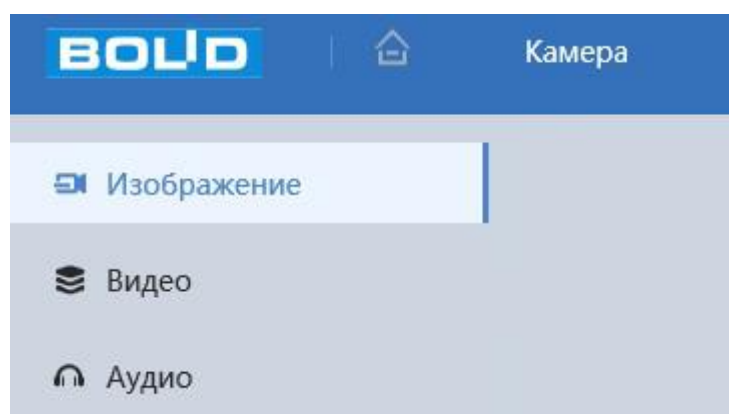 BOLID
Камера
Изображение
Видео
Аудио